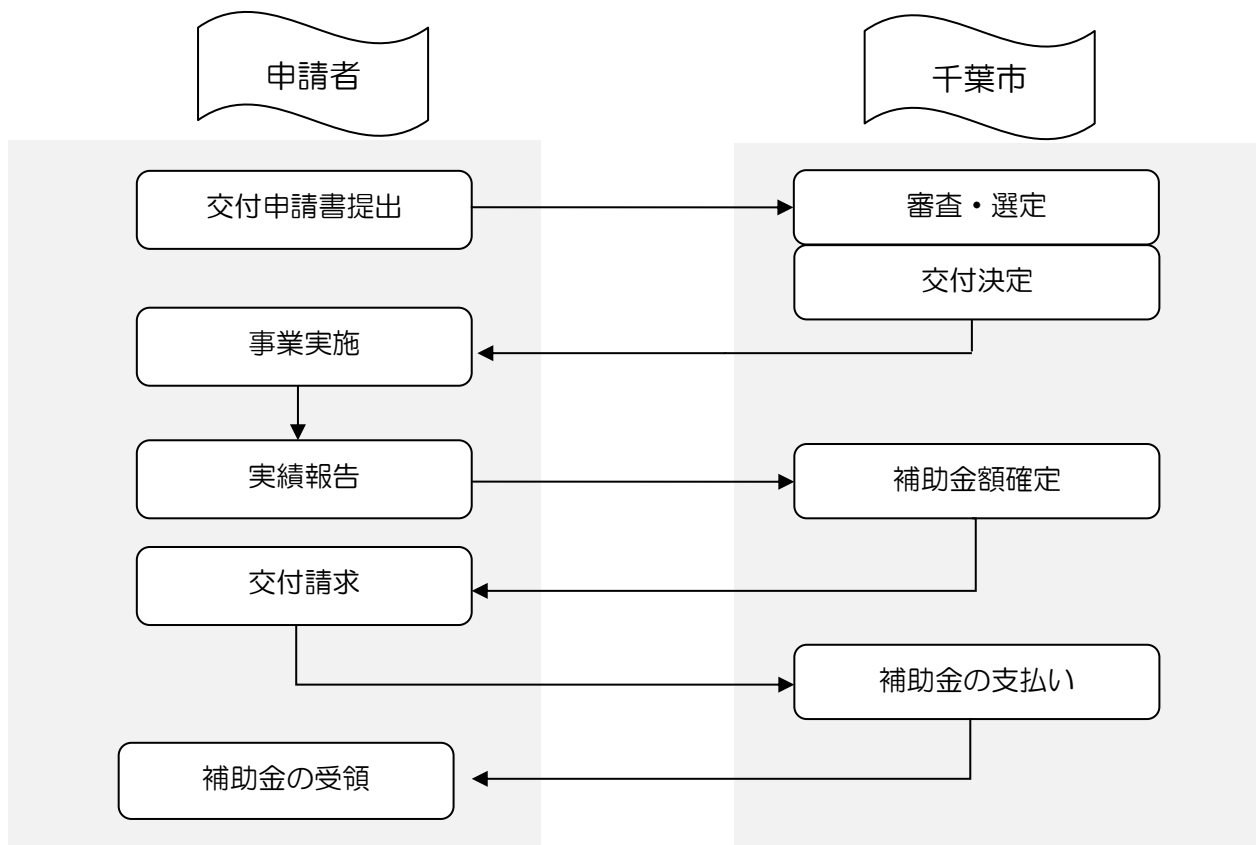 申請者
千葉市
交付申請書提出
審査・選定
交付決定
事業実施
実績報告
補助金額確定
交付請求
補助金の支払い
補助金の受領